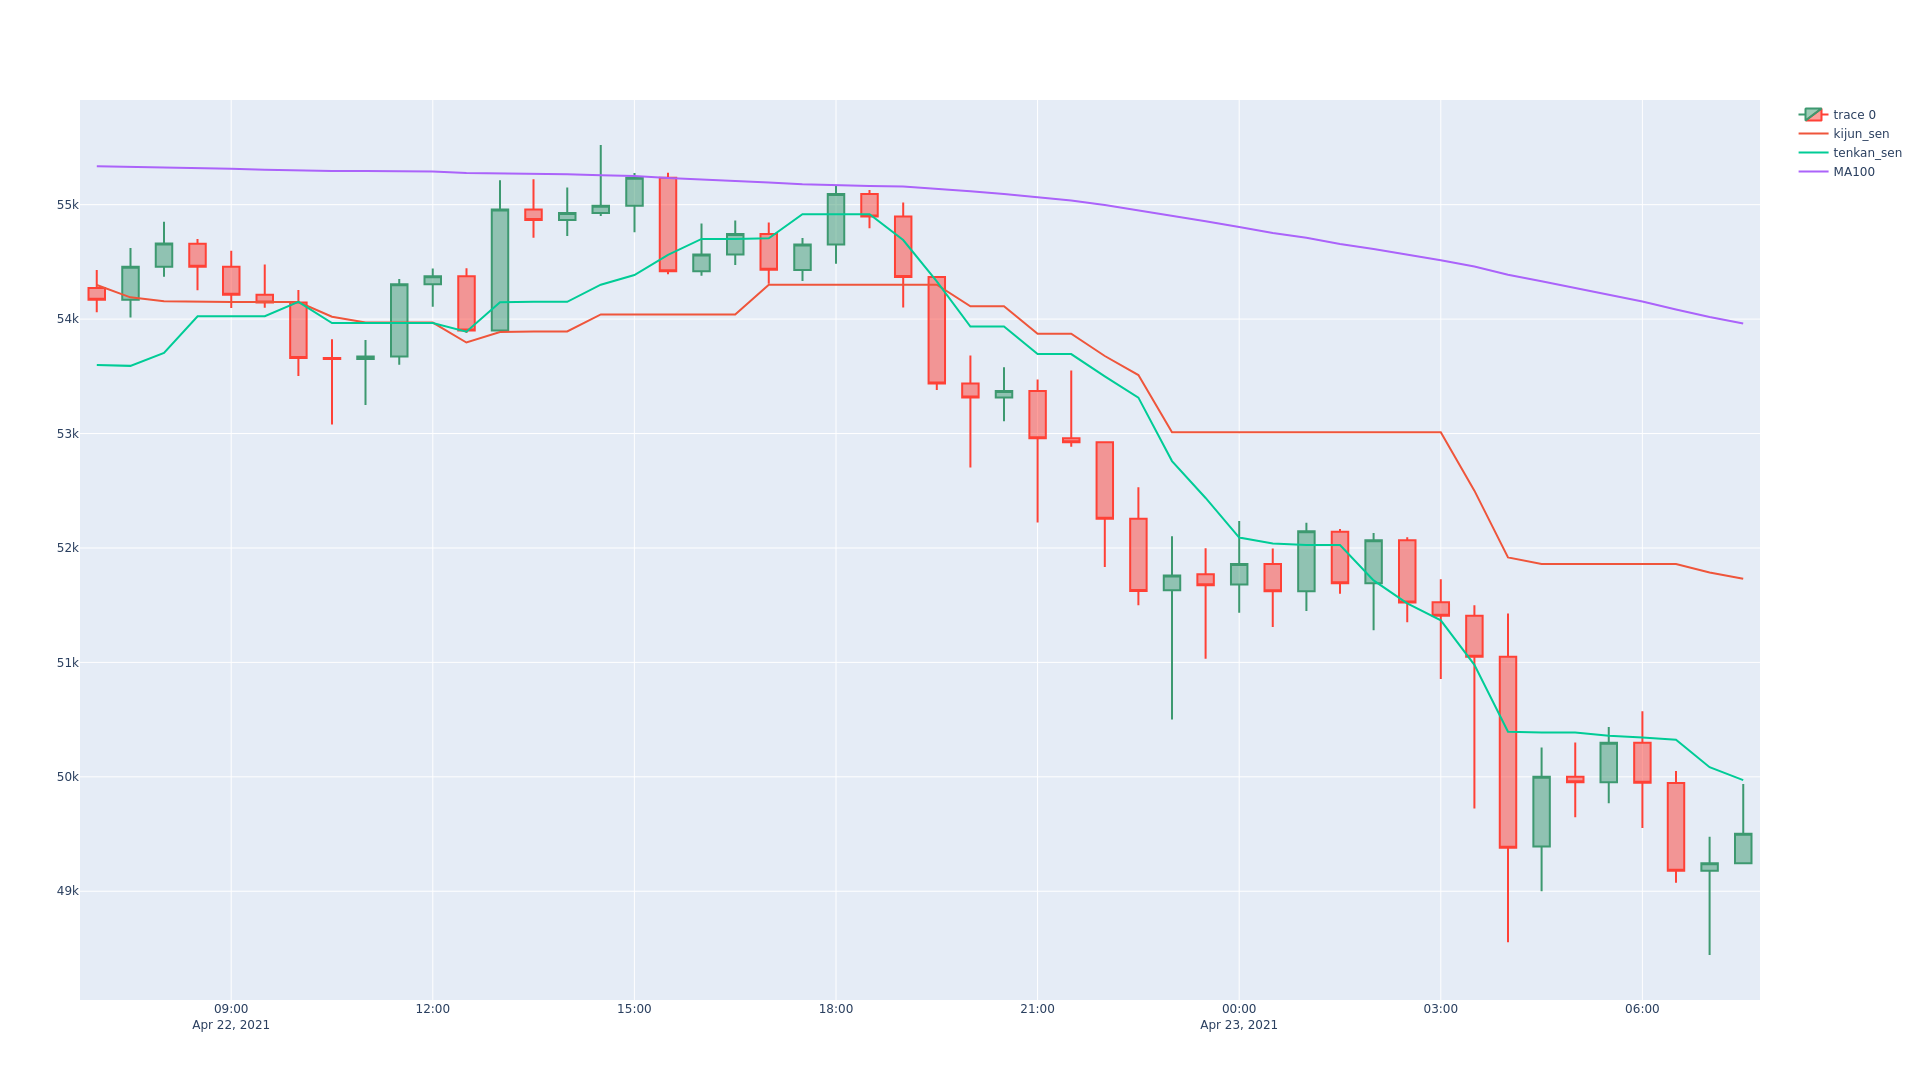 trace 0
kijun_sen
tenkan_sen
MA100
55k
54k
53k
52k
51k
50k
49k
09:00
Apr 22, 2021
12:00
15:00
18:00
21:00
00:00
Apr 23, 2021
03:00
06:00